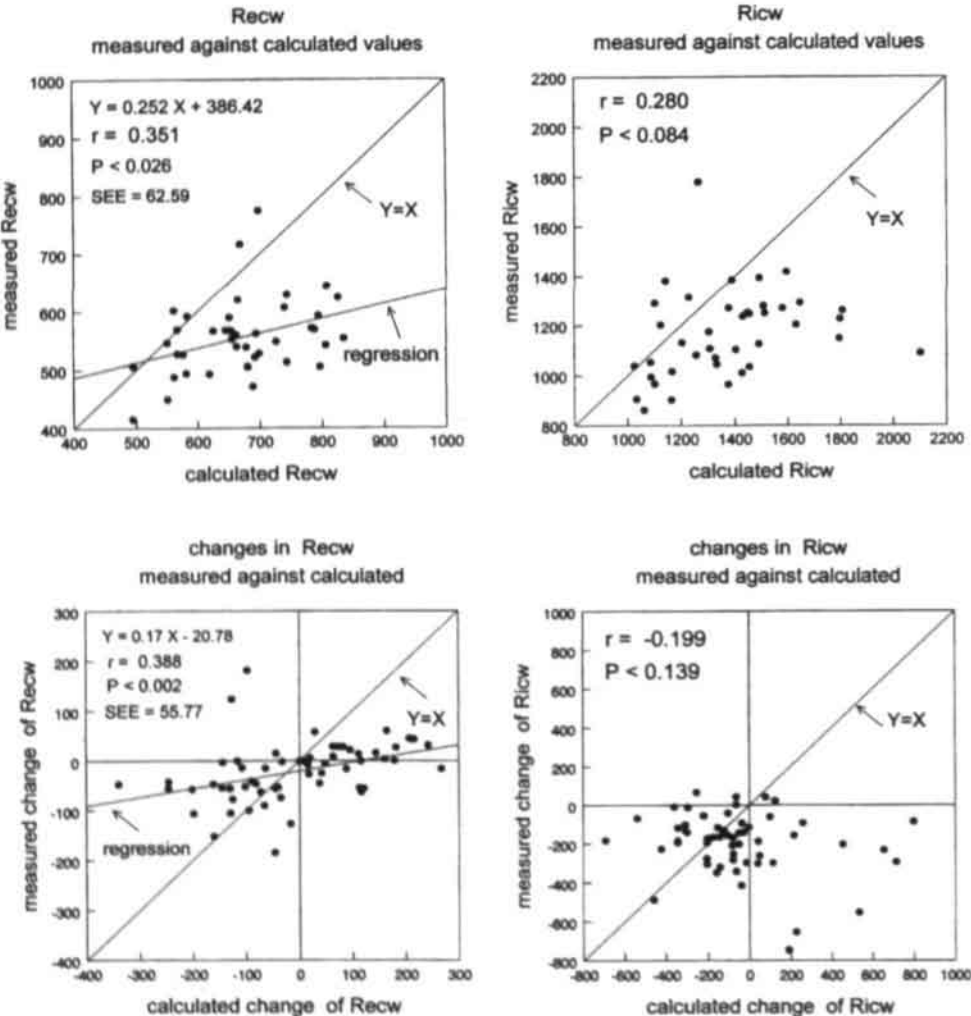 Recw
measured against calculated values
1000
900
800
700
600
500
400
measured Recw
Y = 0.252 X + 386.42
r = 0.351
P < 0.026
SEE = 62.59
Y=X
regression
400 500 600 700 800 900 1000
calculated Recw
Ricw
measured against calculated values
2200
2000
1800
1600
1400
1200
1000
800
measured Ricw
r = 0.280
P < 0.084
Y=X
800 1000 1200 1400 1600 1800 2000 2200
calculated Ricw
changes in Recw
measured against calculated
300
200
100
0
-100
-200
-300
-400
measured change of Recw
Y = 0.17 X - 20.78
r = 0.388
P < 0.002
SEE = 55.77
Y=X
regression
-400 -300 -200 -100 0 100 200 300
calculated change of Recw
changes in Ricw
measured against calculated
1000
800
600
400
200
0
-200
-400
-600
-800
measured change of Ricw
r = -0.199
P < 0.139
Y=X
-800 -600 -400 -200 0 200 400 600 800 1000
calculated change of Ricw